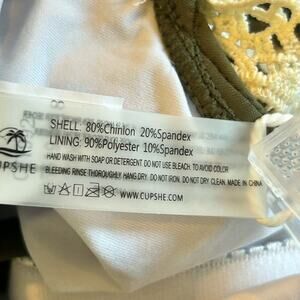 SHELL: 80%Chinlon 20%Spandex
LINING: 90%Polyester 10%Spandex
HAND WASH WITH SOAP OR DETERGENT. DO NOT USE BLEACH: TO AVOID COLOR
BLEEDING RINSE THOROUGHLY HANG DRY. DO NOT IRON. DO NOT DRY CLEAN. MADE IN CHINA
WWW.CUPSHE.COM
CUPSHE